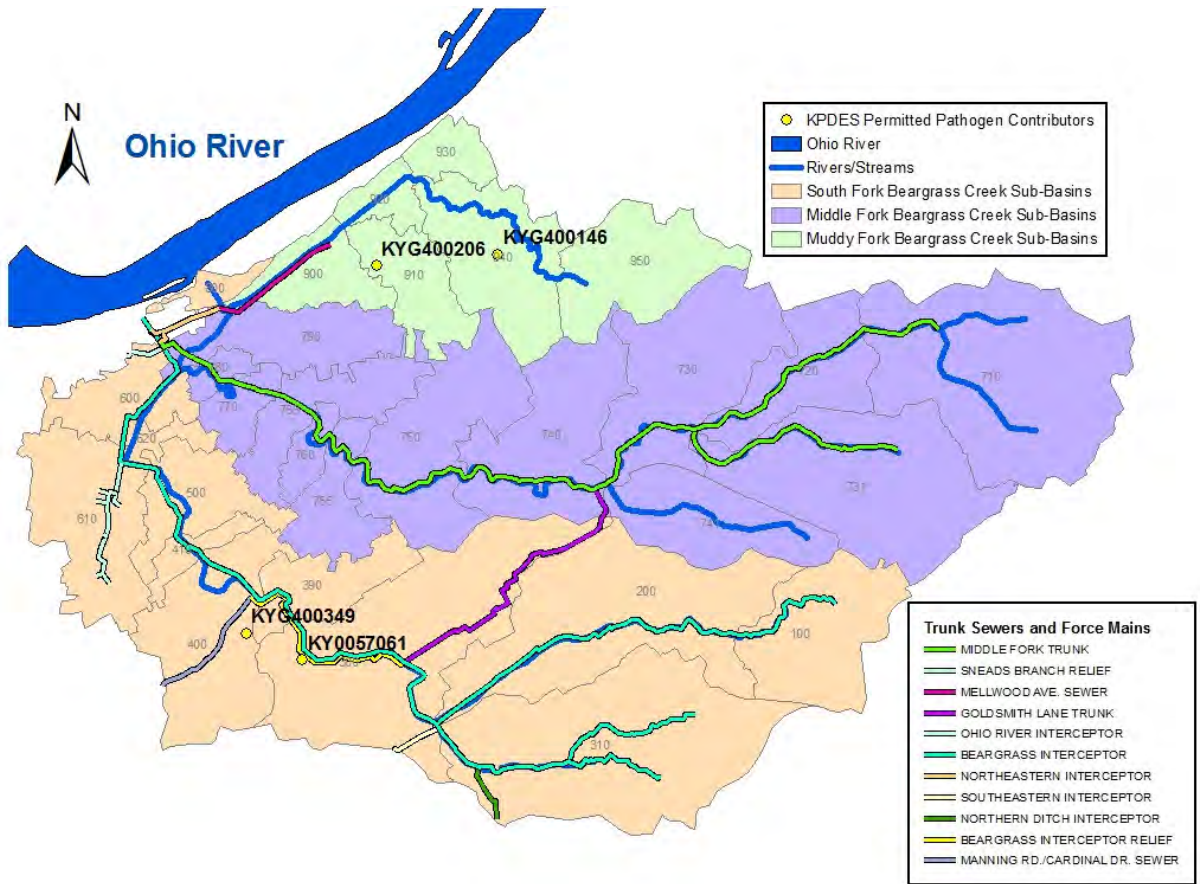 N
Ohio River
KPDES Permitted Pathogen Contributors
Ohio River
Rivers/Streams
South Fork Beargrass Creek Sub-Basins
Middle Fork Beargrass Creek Sub-Basins
Muddy Fork Beargrass Creek Sub-Basins
930
KYG400146
KYG400206
950
900
910
790
730
710
600
770
740
750
760
500
755
610
200
390
KYG400349
100
400
KY0057061
310
Trunk Sewers and Force Mains
MIDDLE FORK TRUNK
SNEADS BRANCH RELIEF
MELLWOOD AVE. SEWER
GOLDSMITH LANE TRUNK
OHIO RIVER INTERCEPTOR
BEARGRASS INTERCEPTOR
NORTHEASTERN INTERCEPTOR
SOUTHEASTERN INTERCEPTOR
NORTHERN DITCH INTERCEPTOR
BEARGRASS INTERCEPTOR RELIEF
MANNING RD./CARDINAL DR. SEWER